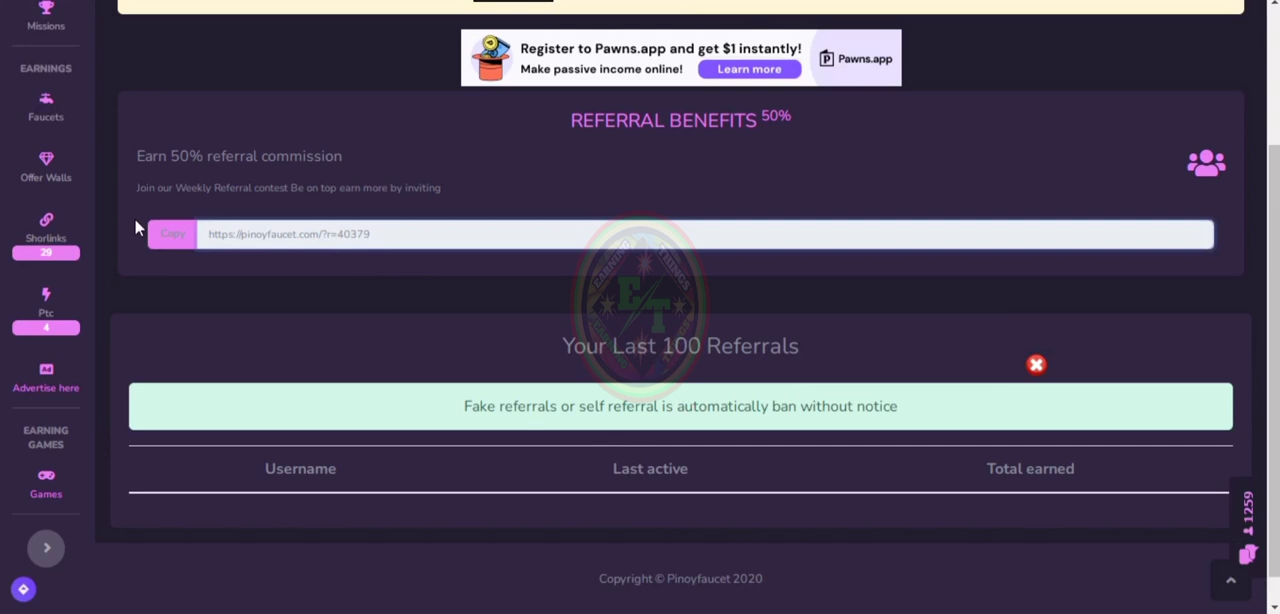 Missions
EARNINGS
Faucets
Offer Walls
Shorlinks
29
Ptc
4
Advertise here
EARNING
GAMES
Games
Register to Pawns.app and get $1 instantly!
Make passive income online!
Learn more
Pawns.app
REFERRAL BENEFITS 50%
Earn 50% referral commission
Join our Weekly Referral contest Be on top earn more by inviting
Copy
https://pinoyfaucet.com/?r=40379
EARNING THINGS
ET
Your Last 100 Referrals
Fake referrals or self referral is automatically ban without notice
Username Last active Total earned
1259
Copyright © Pinoyfaucet 2020